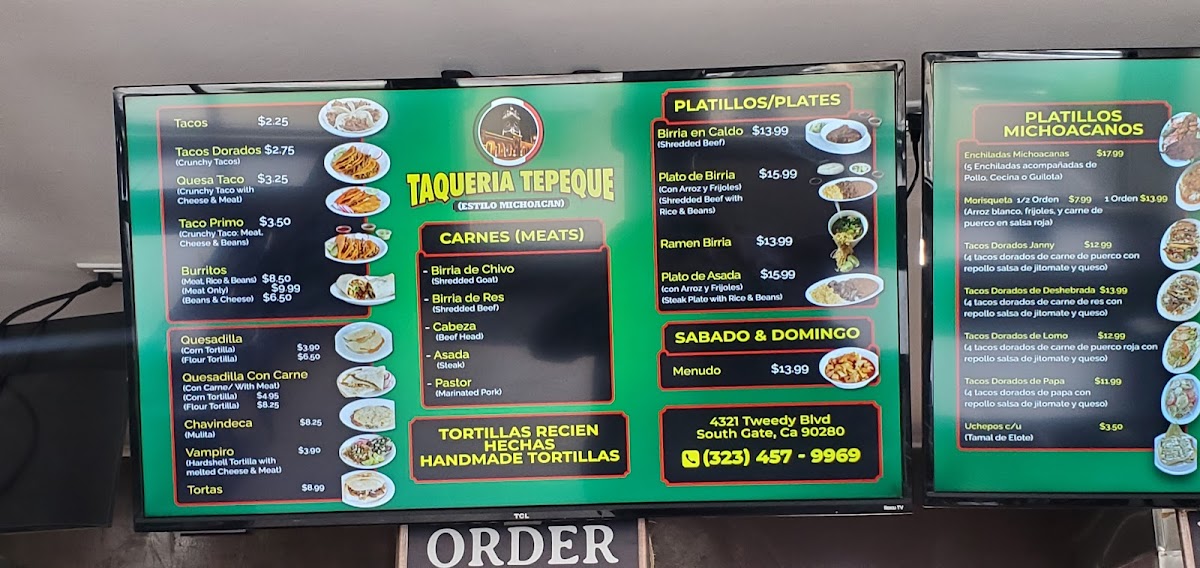 Tacos $2.25
Tacos Dorados $2.75
(Crunchy Tacos)
Quesa Taco $3.25
(Crunchy Taco with
Cheese & Meat)
Taco Primo $3.50
(Crunchy Taco: Meat,
Cheese & Beans)
Burritos
(Meat, Rice & Beans) $8.50
(Meat Only) $9.99
(Beans & Cheese) $6.50
Quesadilla
(Corn Tortilla) $3.90
(Flour Tortilla) $6.50
Quesadilla Con Carne
(Con Carne/ With Meat)
(Corn Tortilla) $4.95
(Flour Tortilla) $8.25
Chavindeca $8.25
(Mulita)
Vampiro $3.90
(Hardshell Tortilla with
melted Cheese & Meat)
Tortas $8.99
TAQUERIA TEPEQUE
(ESTILO MICHOACAN)
CARNES (MEATS)
- Birria de Chivo
(Shredded Goat)
- Birria de Res
(Shredded Beef)
- Cabeza
(Beef Head)
- Asada
(Steak)
- Pastor
(Marinated Pork)
TORTILLAS RECIEN
HECHAS
HANDMADE TORTILLAS
PLATILLOS/PLATES
Birria en Caldo $13.99
(Shredded Beef)
Plato de Birria $15.99
(Con Arroz y Frijoles)
(Shredded Beef with
Rice & Beans)
Ramen Birria $13.99
Plato de Asada $15.99
(con Arroz y Frijoles)
(Steak Plate with Rice & Beans)
SABADO & DOMINGO
Menudo $13.99
4321 Tweedy Blvd
South Gate, Ca 90280
(323) 457 - 9969
TCL
Roku TV
PLATILLOS
MICHOACANOS
Enchiladas Michoacanas $17.99
(5 Enchiladas acompañadas de
Pollo, Cecina o Guilota)
Morisqueta 1/2 Orden $7.99 1 Orden $13.99
(Arroz blanco, frijoles, y carne de
puerco en salsa roja)
Tacos Dorados Janny $12.99
(4 tacos dorados de carne de puerco con
repollo salsa de jitomate y queso)
Tacos Dorados de Deshebrada $13.99
(4 tacos dorados de carne de res con
repollo salsa de jitomate y queso)
Tacos Dorados de Lomo $12.99
(4 tacos dorados de carne de puerco roja con
repollo salsa de jitomate y queso)
Tacos Dorados de Papa $11.99
(4 tacos dorados de papa con
repollo salsa de jitomate y queso)
Uchepos c/u $3.50
(Tamal de Elote)
ORDER